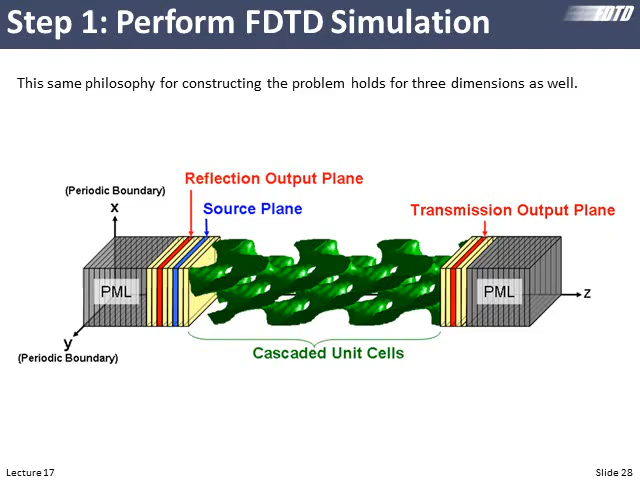 Step 1: Perform FDTD Simulation
FDTD
This same philosophy for constructing the problem holds for three dimensions as well.
Reflection Output Plane
(Periodic Boundary)
x
Source Plane
Transmission Output Plane
PML
PML
z
y
(Periodic Boundary)
Cascaded Unit Cells
Lecture 17
Slide 28